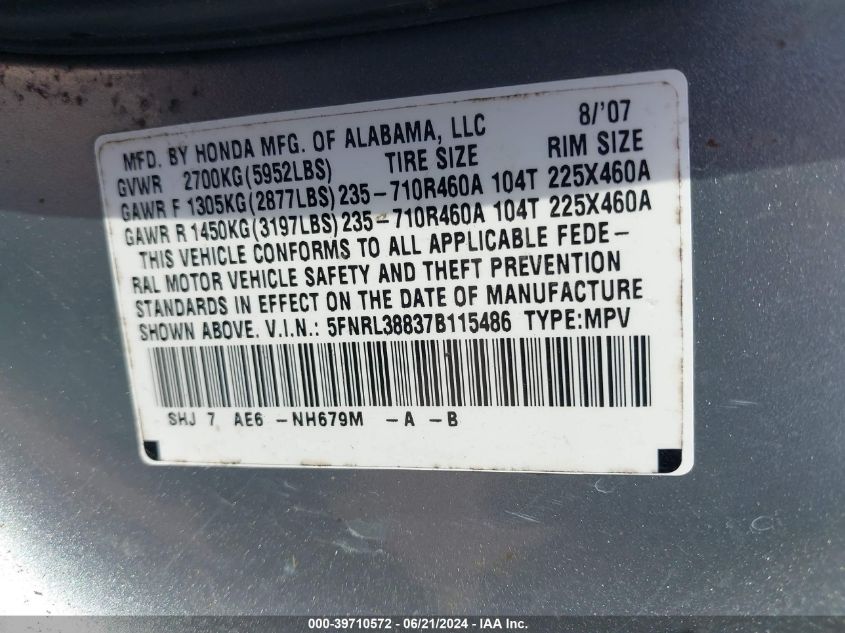 8/'07
MFD. BY HONDA MFG. OF ALABAMA, LLC
GVWR 2700KG(5952LBS) TIRE SIZE RIM SIZE
GAWR F 1305KG(2877LBS)235-710R460A 104T 225X460A
GAWR R 1450KG(3197LBS)235-710R460A 104T 225X460A
THIS VEHICLE CONFORMS TO ALL APPLICABLE FEDE-
RAL MOTOR VEHICLE SAFETY AND THEFT PREVENTION
STANDARDS IN EFFECT ON THE DATE OF MANUFACTURE
SHOWN ABOVE. V.I.N.: 5FNRL38837B115486 TYPE:MPV
SHJ 7 AE6 -NH679M -A -B
000-39710572 - 06/21/2024 - IAA Inc.